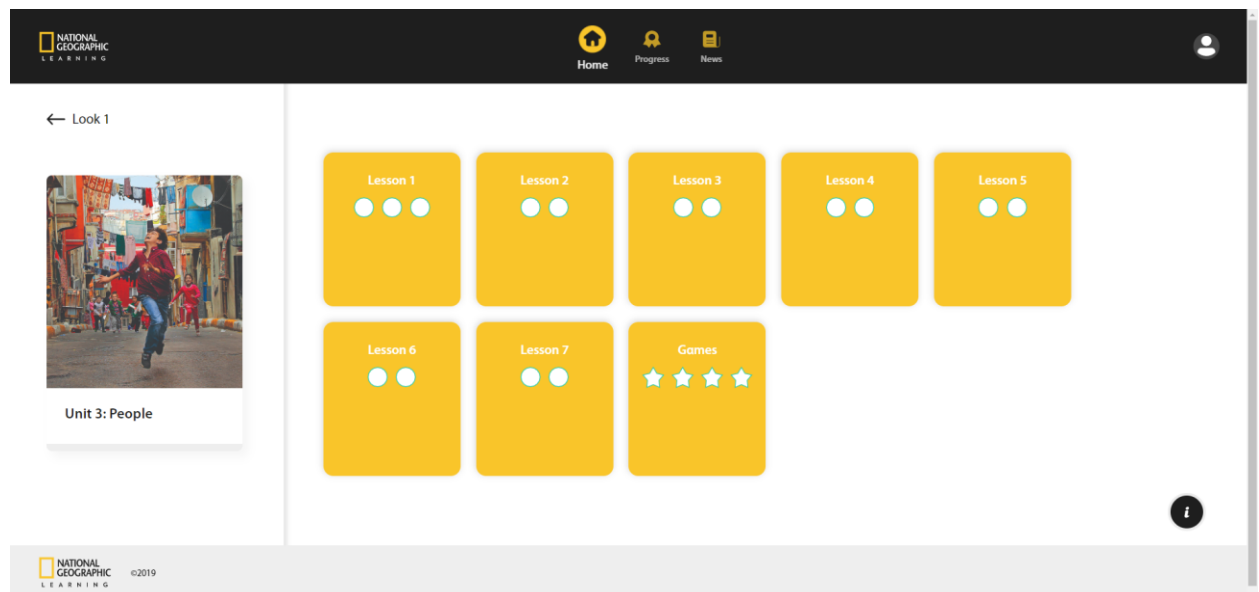 NATIONAL
GEOGRAPHIC
LEARNING
Home
Progress
News
← Look 1
Unit 3: People
Lesson 1
Lesson 2
Lesson 3
Lesson 4
Lesson 5
Lesson 6
Lesson 7
Games
i
NATIONAL
GEOGRAPHIC
LEARNING
©2019